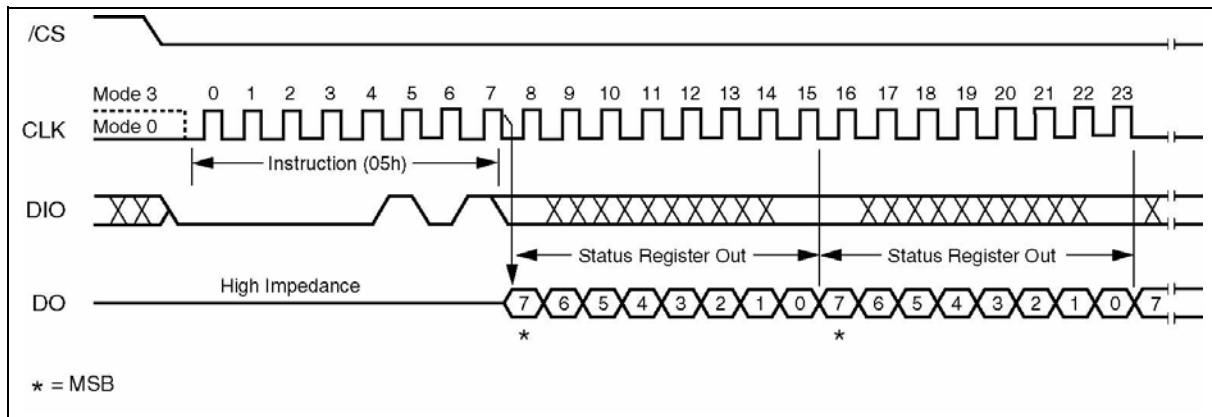 /CS
Mode 3 0 1 2 3 4 5 6 7 8 9 10 11 12 13 14 15 16 17 18 19 20 21 22 23
CLK Mode 0
Instruction (05h)
DIO
Status Register Out Status Register Out
High Impedance
DO 7 6 5 4 3 2 1 0 7 6 5 4 3 2 1 0 7
* *
* = MSB